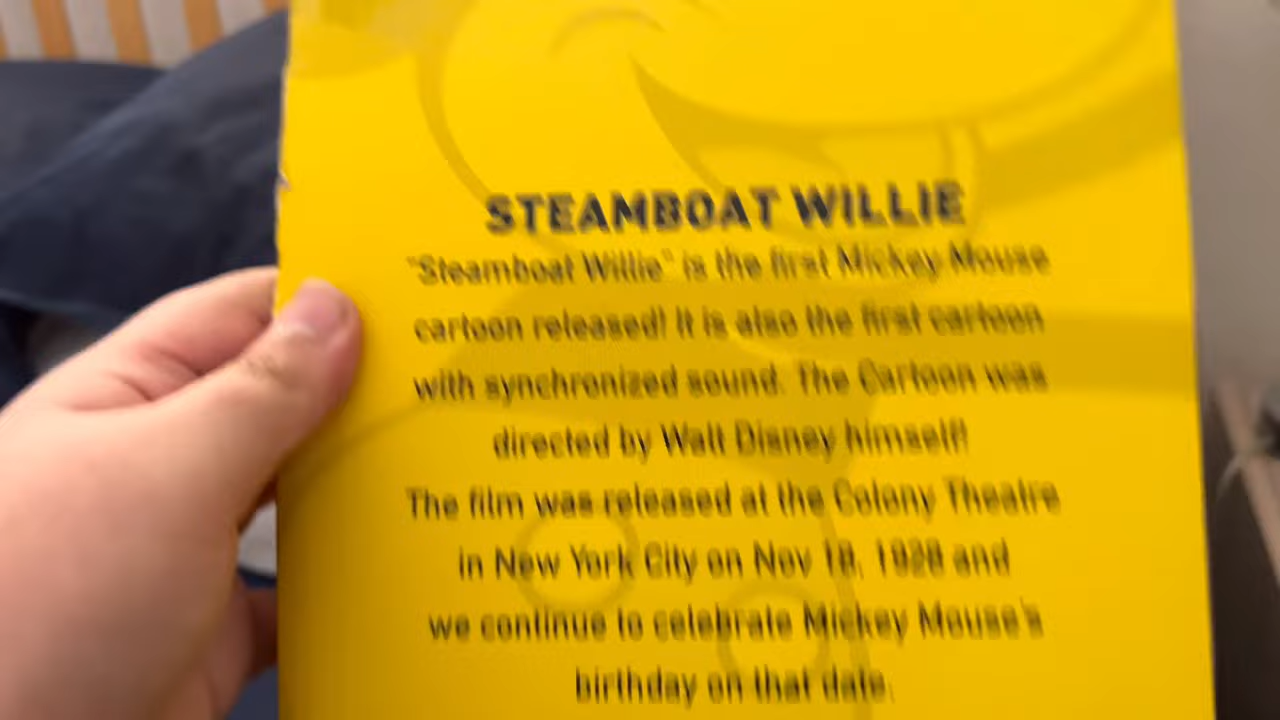 STEAMBOAT WILLIE
"Steamboat Willie" is the first Mickey Mouse
cartoon released! It is also the first cartoon
with synchronized sound. The Cartoon was
directed by Walt Disney himself!
The film was released at the Colony Theatre
in New York City on Nov 18, 1928 and
we continue to celebrate Mickey Mouse's
birthday on that date.